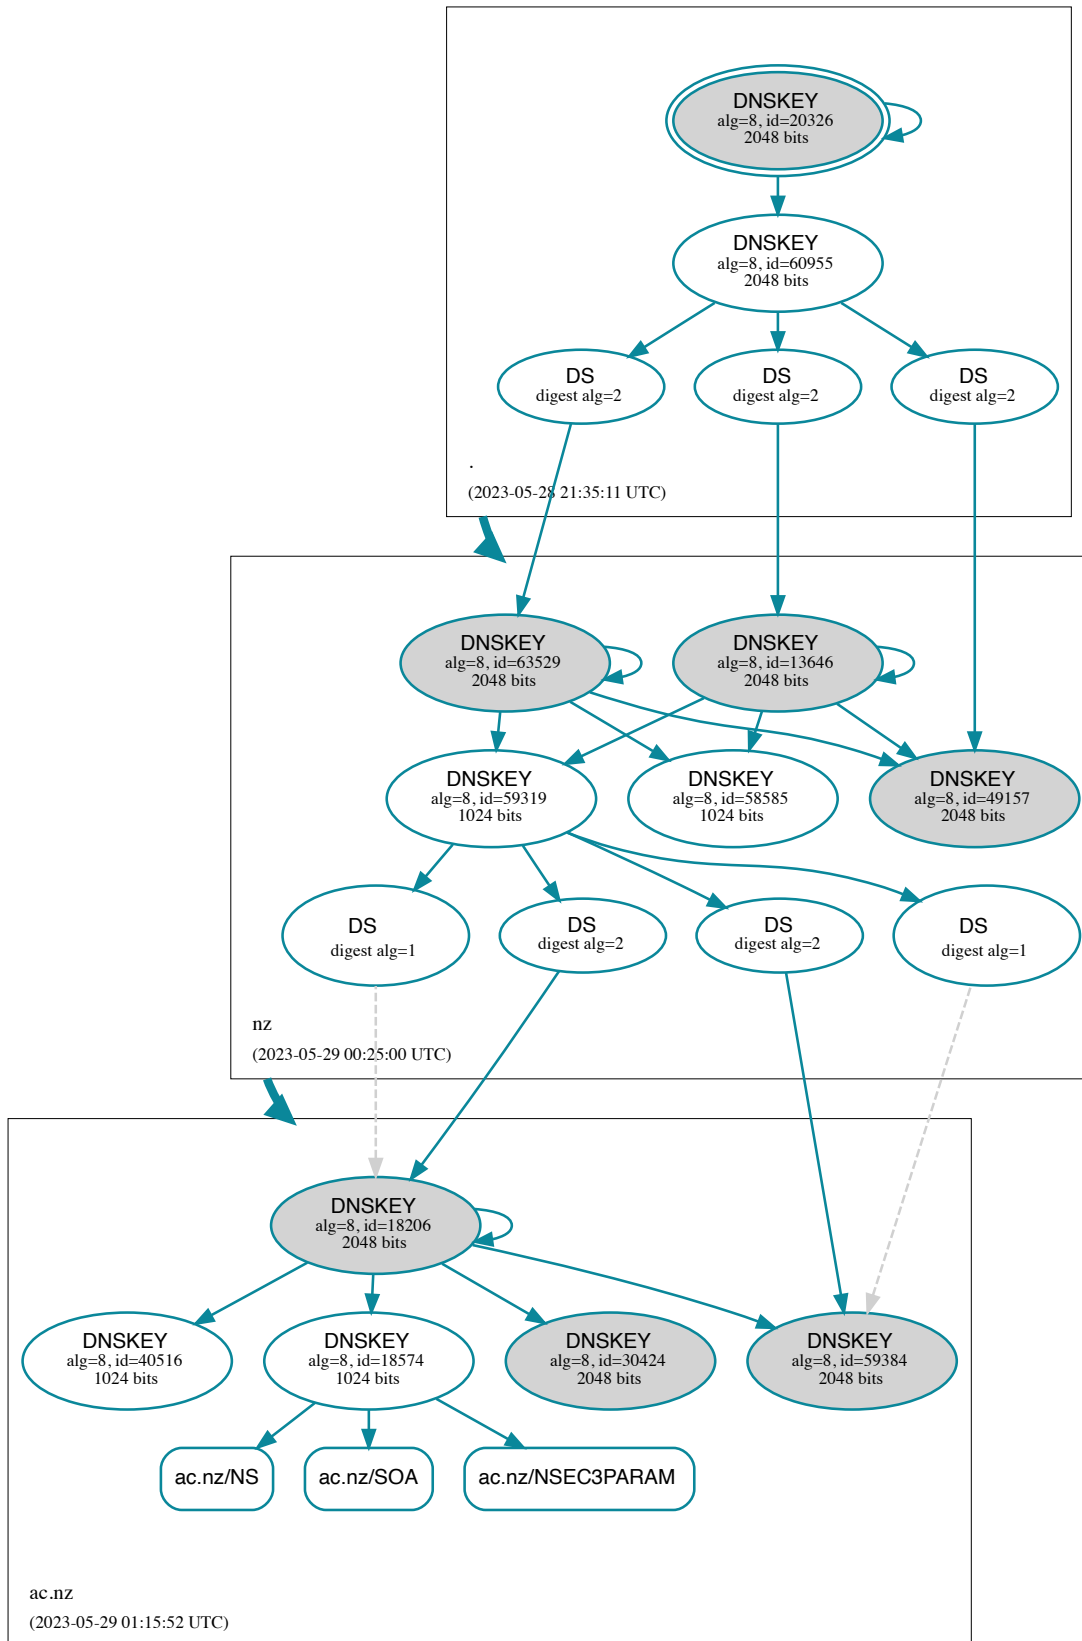 DNSKEY
alg=8, id=20326
2048 bits
DNSKEY
alg=8, id=60955
2048 bits
DS
digest alg=2
DS
digest alg=2
DS
digest alg=2
.
(2023-05-28 21:35:11 UTC)
DNSKEY
alg=8, id=63529
2048 bits
DNSKEY
alg=8, id=13646
2048 bits
DNSKEY
alg=8, id=59319
1024 bits
DNSKEY
alg=8, id=58585
1024 bits
DNSKEY
alg=8, id=49157
2048 bits
DS
digest alg=1
DS
digest alg=2
DS
digest alg=2
DS
digest alg=1
nz
(2023-05-29 00:25:00 UTC)
DNSKEY
alg=8, id=18206
2048 bits
DNSKEY
alg=8, id=40516
1024 bits
DNSKEY
alg=8, id=18574
1024 bits
DNSKEY
alg=8, id=30424
2048 bits
DNSKEY
alg=8, id=59384
2048 bits
ac.nz/NS
ac.nz/SOA
ac.nz/NSEC3PARAM
ac.nz
(2023-05-29 01:15:52 UTC)